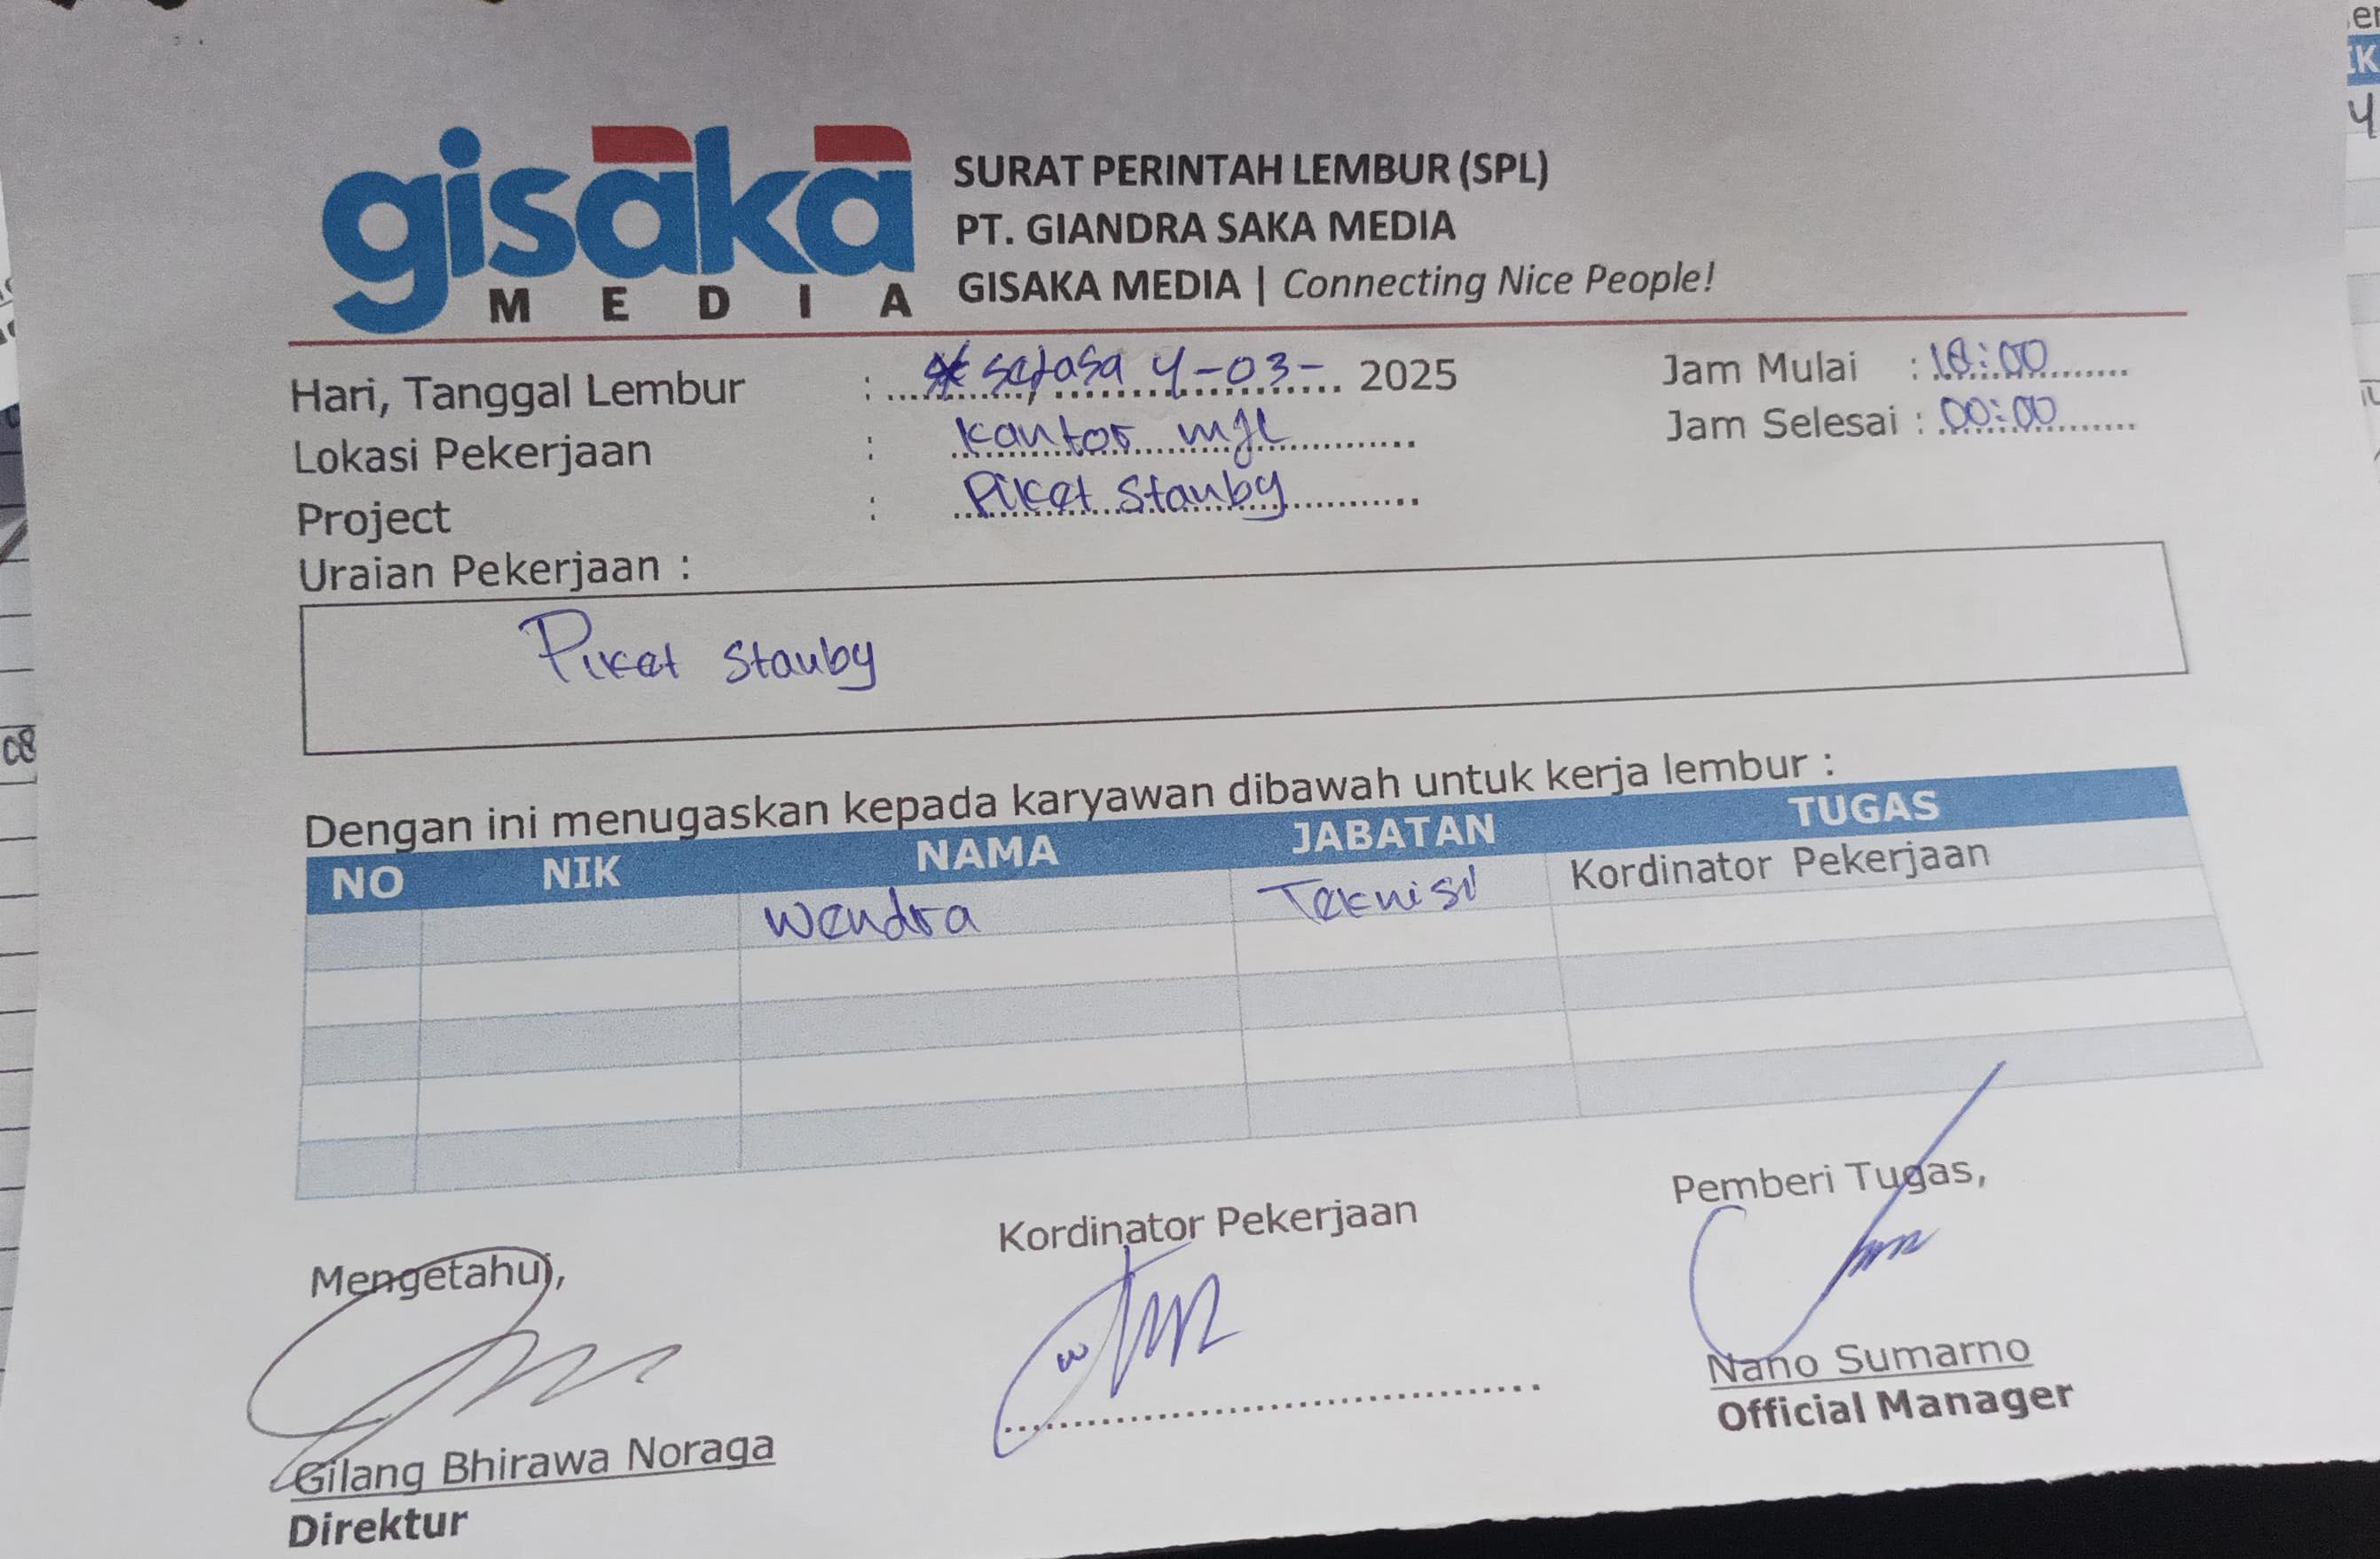 gisaka
MEDIA
SURAT PERINTAH LEMBUR (SPL)
PT. GIANDRA SAKA MEDIA
GISAKA MEDIA | Connecting Nice People!
Hari, Tanggal Lembur : Selasa, 4-03- 2025 Jam Mulai : 18:00
Lokasi Pekerjaan : Kantor mgl Jam Selesai : 00:00
Project : Piket Standby
Uraian Pekerjaan :
Piket Standby
Dengan ini menugaskan kepada karyawan dibawah untuk kerja lembur :
NO NIK NAMA JABATAN TUGAS
Wendra Teknisi Kordinator Pekerjaan
Mengetahui, Kordinator Pekerjaan Pemberi Tugas,
Gilang Bhirawa Noraga Nano Sumarno
Direktur Official Manager